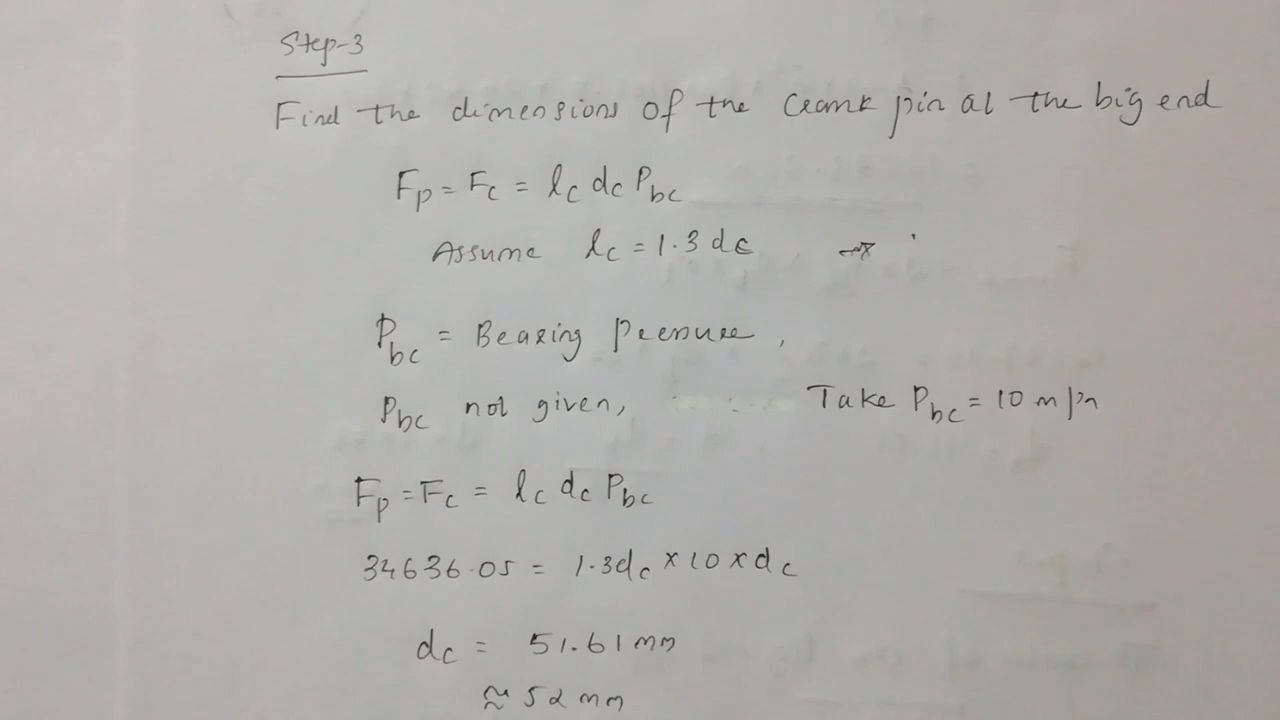 Step-3
Find the dimensions of the crank pin at the big end
Fp = Fc = lc dc Pbc
Assume lc = 1.3 dc
Pbc = Bearing pressure,
Pbc not given, Take Pbc = 10 mpa
Fp = Fc = lc dc Pbc
34636.05 = 1.3dc × 10 × dc
dc = 51.61 mm
≈ 52 mm